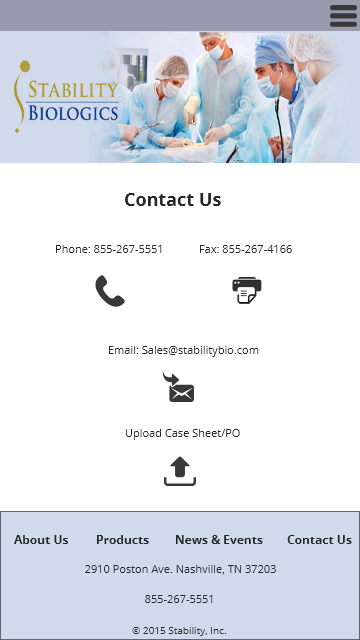 STABILITY
BIOLOGICS
Contact Us
Phone: 855-267-5551 Fax: 855-267-4166
Email: Sales@stabilitybio.com
Upload Case Sheet/PO
About Us Products News & Events Contact Us
2910 Poston Ave. Nashville, TN 37203
855-267-5551
© 2015 Stability, Inc.